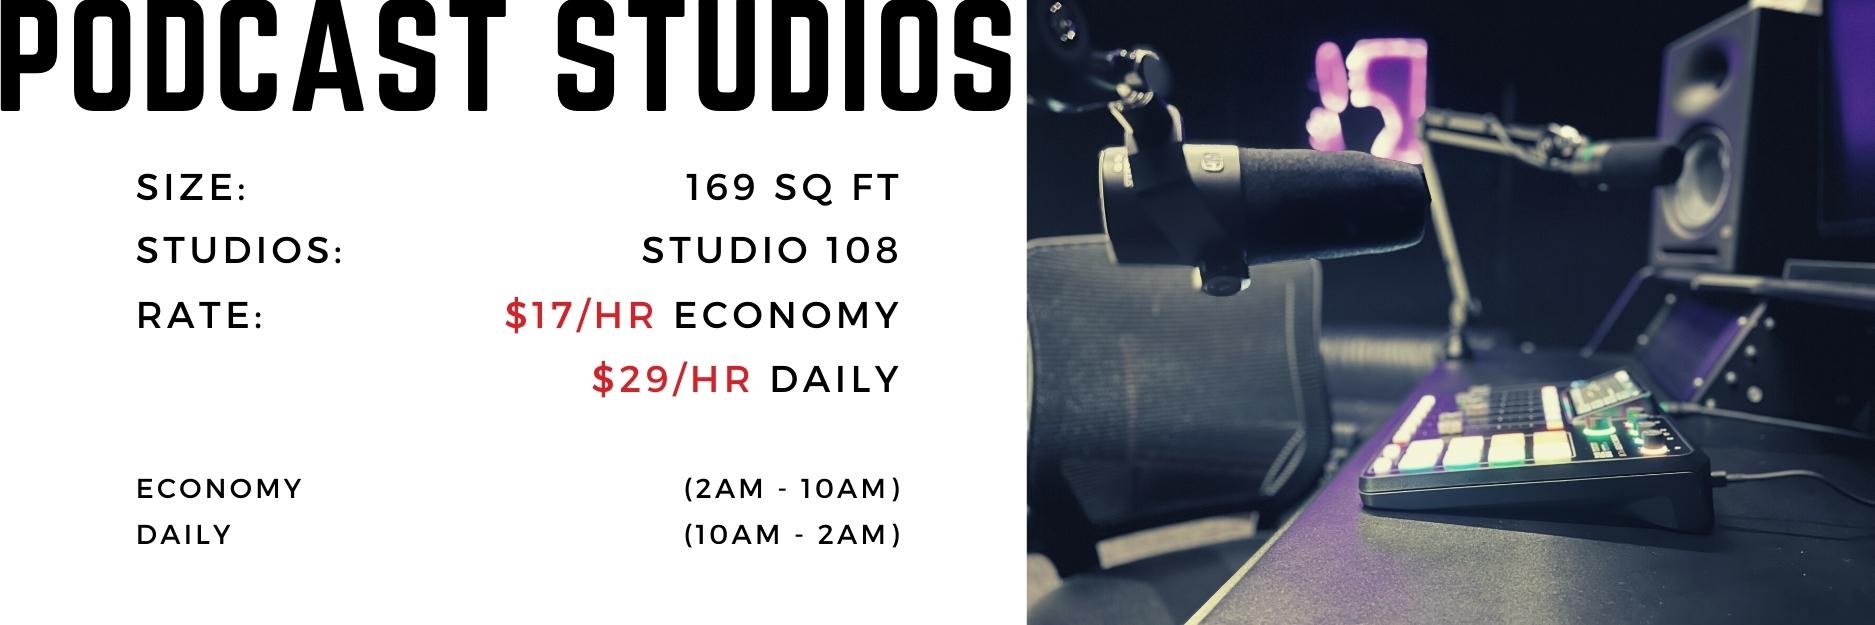 PODCAST STUDIOS
SIZE: 169 SQ FT
STUDIOS: STUDIO 108
RATE: $17/HR ECONOMY
$29/HR DAILY
ECONOMY (2AM - 10AM)
DAILY (10AM - 2AM)